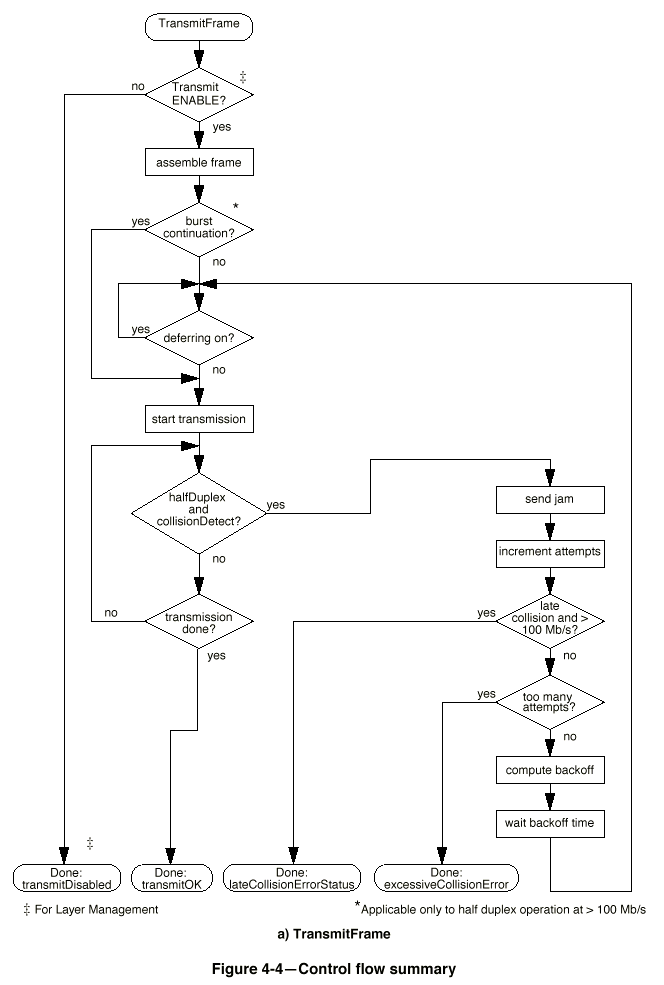 TransmitFrame
‡
Transmit
ENABLE?
no
yes
assemble frame
*
burst
continuation?
yes
no
deferring on?
yes
no
start transmission
halfDuplex
and
collisionDetect?
yes
no
send jam
increment attempts
transmission
done?
no
yes
late
collision and >
100 Mb/s?
yes
no
too many
attempts?
yes
no
compute backoff
wait backoff time
‡
Done:
transmitDisabled
Done:
transmitOK
Done:
lateCollisionErrorStatus
Done:
excessiveCollisionError
‡ For Layer Management
*Applicable only to half duplex operation at > 100 Mb/s
a) TransmitFrame
Figure 4-4—Control flow summary